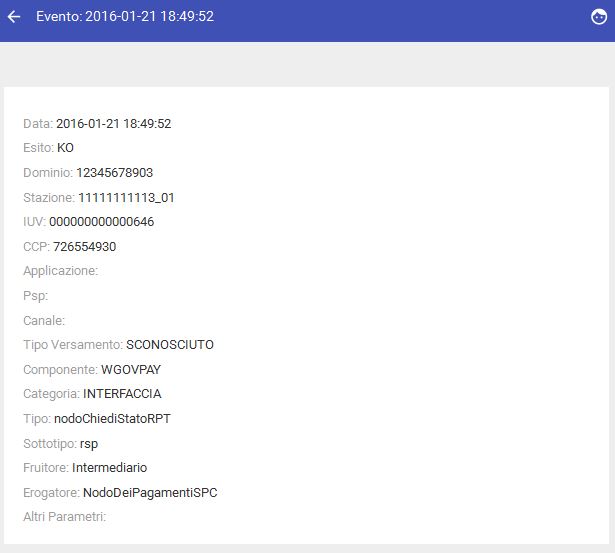 Evento: 2016-01-21 18:49:52
Data: 2016-01-21 18:49:52
Esito: KO
Dominio: 12345678903
Stazione: 11111111113_01
IUV: 000000000000646
CCP: 726554930
Applicazione:
Psp:
Canale:
Tipo Versamento: SCONOSCIUTO
Componente: WGOVPAY
Categoria: INTERFACCIA
Tipo: nodoChiediStatoRPT
Sottotipo: rsp
Fruitore: Intermediario
Erogatore: NodoDeiPagamentiSPC
Altri Parametri: